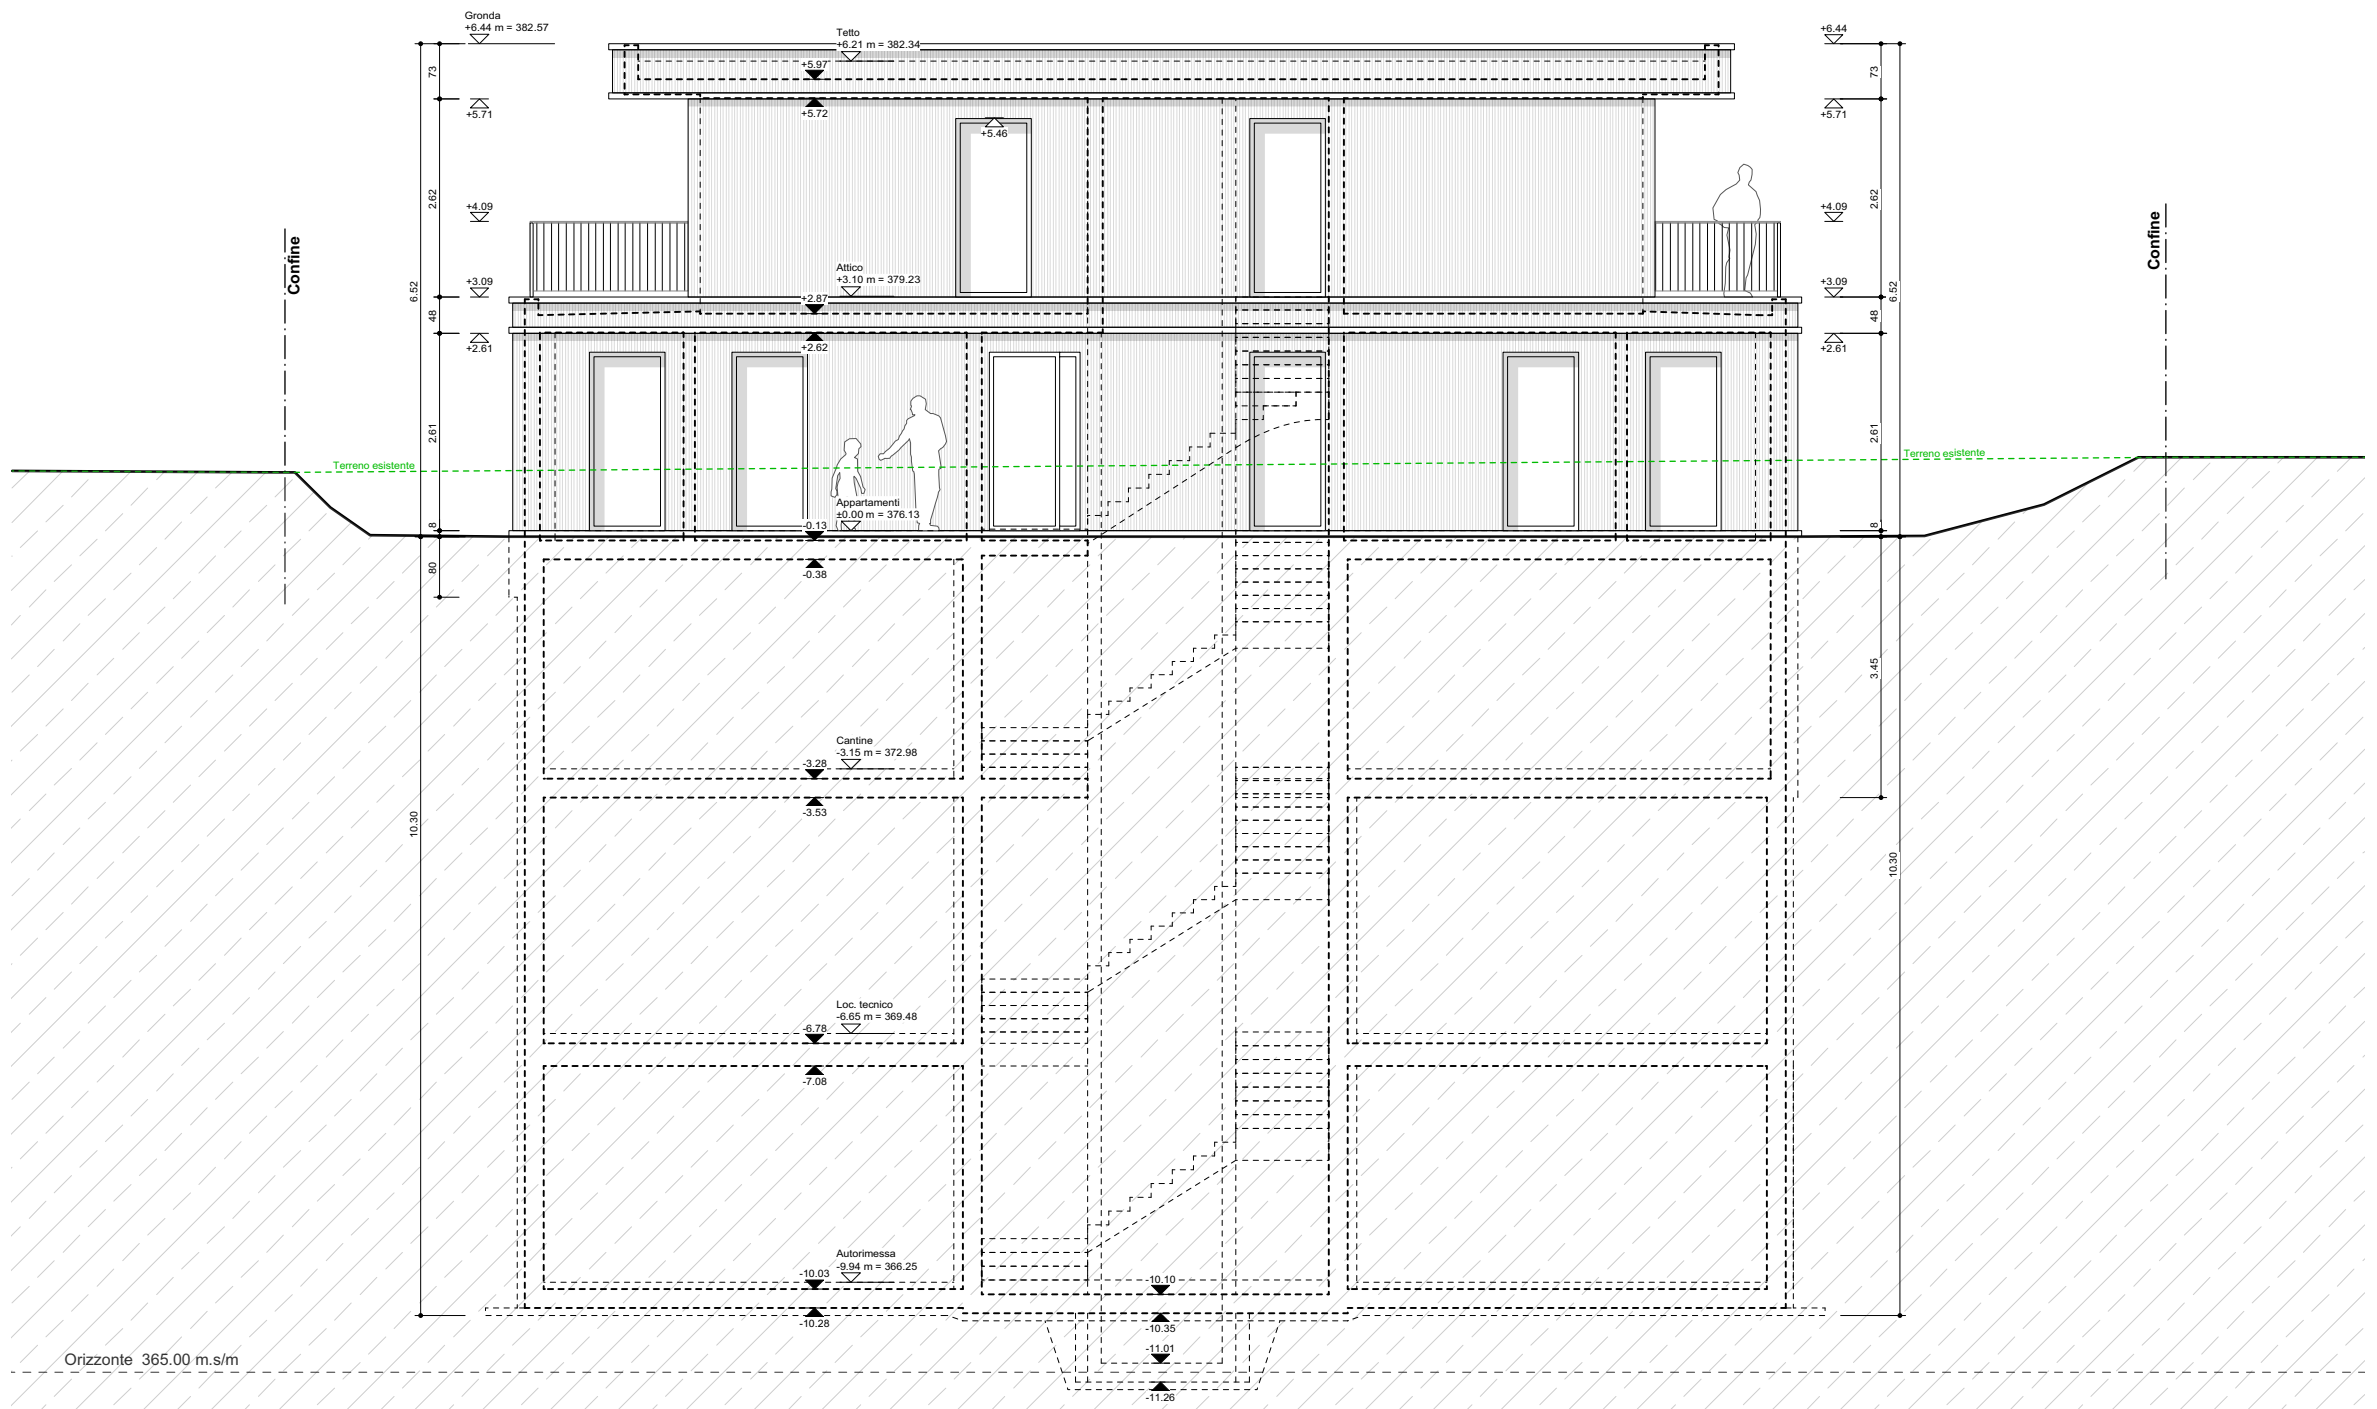 Gronda
+6.44 m = 382.57
Tetto
+6.21 m = 382.34
+6.44
73
+5.97
73
+5.71
+5.72
+5.71
+5.46
2.62
2.62
+4.09
+4.09
Confine
Confine
Attico
+3.10 m = 379.23
6.52
+3.09
+2.87
+3.09
6.52
48
48
+2.61
+2.62
+2.61
2.61
2.61
Terreno esistente
Terreno esistente
Appartamenti
±0.00 m = 376.13
8
-0.13
8
80
-0.38
3.45
Cantine
-3.15 m = 372.98
-3.28
-3.53
10.30
10.30
Loc. tecnico
-6.65 m = 369.48
-6.78
-7.08
Autorimessa
-9.94 m = 366.25
-10.03
-10.10
-10.28
-10.35
Orizzonte 365.00 m.s/m
-11.01
-11.26